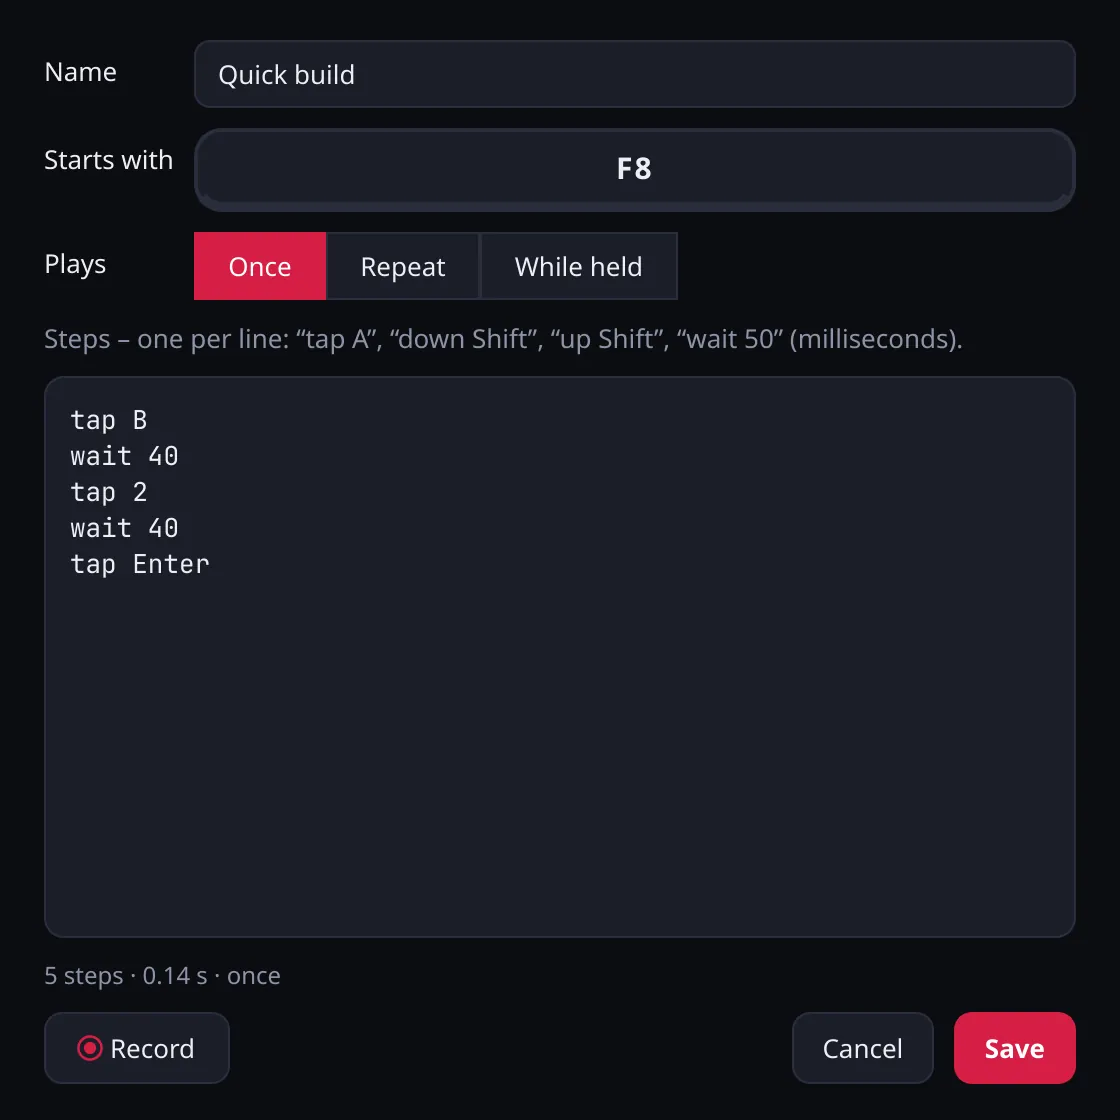 Name
Quick build
Starts with
F8
Plays
Once
Repeat
While held
Steps – one per line: “tap A”, “down Shift”, “up Shift”, “wait 50” (milliseconds).
tap B
wait 40
tap 2
wait 40
tap Enter
5 steps · 0.14 s · once
Record
Cancel
Save